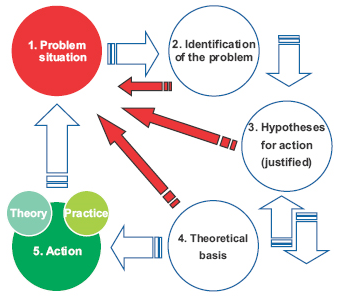 1. Problem
situation
2. Identification
of the problem
3. Hypotheses
for action
(justified)
4. Theoretical
basis
Theory
Practice
5. Action